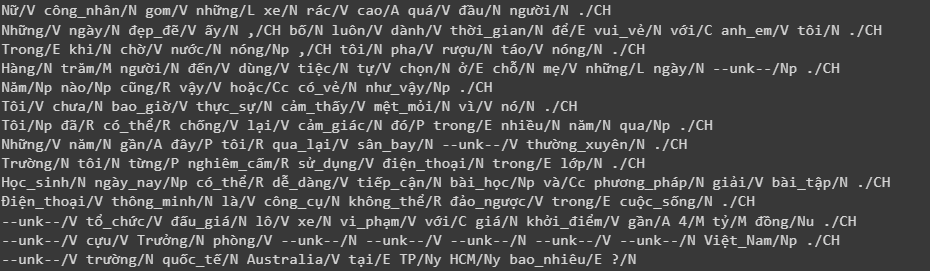 Nữ/V công_nhân/N gom/V những/L xe/N rác/V cao/A quá/V đầu/N người/N ./CH
Những/V ngày/N đẹp_đẽ/V ấy/N ,/CH bố/N luôn/V dành/V thời_gian/N để/E vui_vẻ/N với/C anh_em/V tôi/N ./CH
Trong/E khi/N chờ/V nước/N nóng/Np ,/CH tôi/N pha/V rượu/N táo/V nóng/N ./CH
Hàng/N trăm/M người/N đến/V dùng/V tiệc/N tự/V chọn/N ở/E chỗ/N mẹ/V những/L ngày/N --unk--/Np ./CH
Năm/Np nào/Np cũng/R vậy/V hoặc/Cc có_vẻ/N như_vậy/Np ./CH
Tôi/V chưa/N bao_giờ/V thực_sự/N cảm_thấy/V mệt_mỏi/N vì/V nó/N ./CH
Tôi/Np đã/R có_thể/R chống/V lại/V cảm_giác/N đó/P trong/E nhiều/N năm/N qua/Np ./CH
Những/V năm/N gần/A đây/P tôi/R qua_lại/V sân_bay/N --unk--/V thường_xuyên/N ./CH
Trường/N tôi/N từng/P nghiêm_cấm/R sử_dụng/V điện_thoại/N trong/E lớp/N ./CH
Học_sinh/N ngày_nay/Np có_thể/R dễ_dàng/V tiếp_cận/N bài_học/Np và/Cc phương_pháp/N giải/V bài_tập/N ./CH
Điện_thoại/V thông_minh/N là/V công_cụ/N không_thể/R đảo_ngược/V trong/E cuộc_sống/N ./CH
--unk--/V tổ_chức/V đấu_giá/N lô/V xe/N vi_phạm/V với/C giá/N khởi_điểm/V gần/A 4/M tỷ/M đồng/Nu ./CH
--unk--/V cựu/V Trưởng/N phòng/V --unk--/N --unk--/V --unk--/N --unk--/V --unk--/N Việt_Nam/Np ./CH
--unk--/V trường/N quốc_tế/N Australia/V tại/E TP/Ny HCM/Ny bao_nhiêu/E ?/N